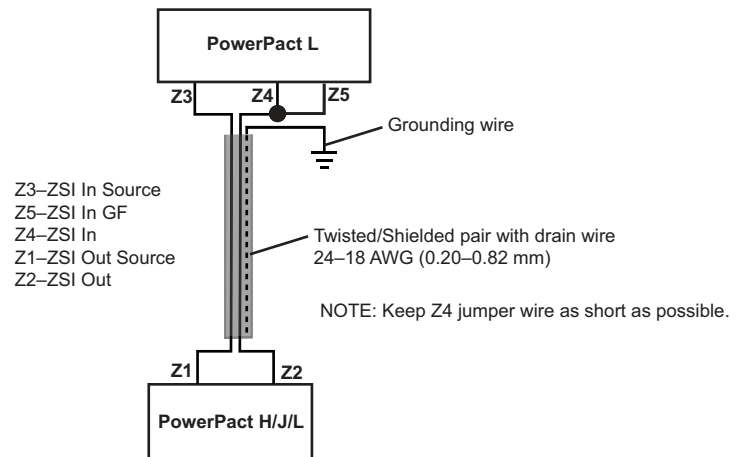 PowerPact L
Z3
Z4
Z5
Grounding wire
Z3–ZSI In Source
Z5–ZSI In GF
Z4–ZSI In
Z1–ZSI Out Source
Z2–ZSI Out
Twisted/Shielded pair with drain wire
24–18 AWG (0.20–0.82 mm)
NOTE: Keep Z4 jumper wire as short as possible.
Z1
Z2
PowerPact H/J/L